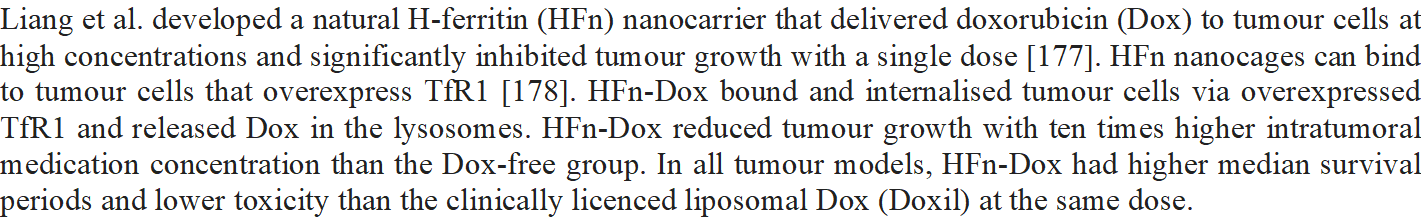 Liang et al. developed a natural H-ferritin (HFn) nanocarrier that delivered doxorubicin (Dox) to tumour cells at
high concentrations and significantly inhibited tumour growth with a single dose [177]. HFn nanocages can bind
to tumour cells that overexpress TfR1 [178]. HFn-Dox bound and internalised tumour cells via overexpressed
TfR1 and released Dox in the lysosomes. HFn-Dox reduced tumour growth with ten times higher intratumoral
medication concentration than the Dox-free group. In all tumour models, HFn-Dox had higher median survival
periods and lower toxicity than the clinically licenced liposomal Dox (Doxil) at the same dose.